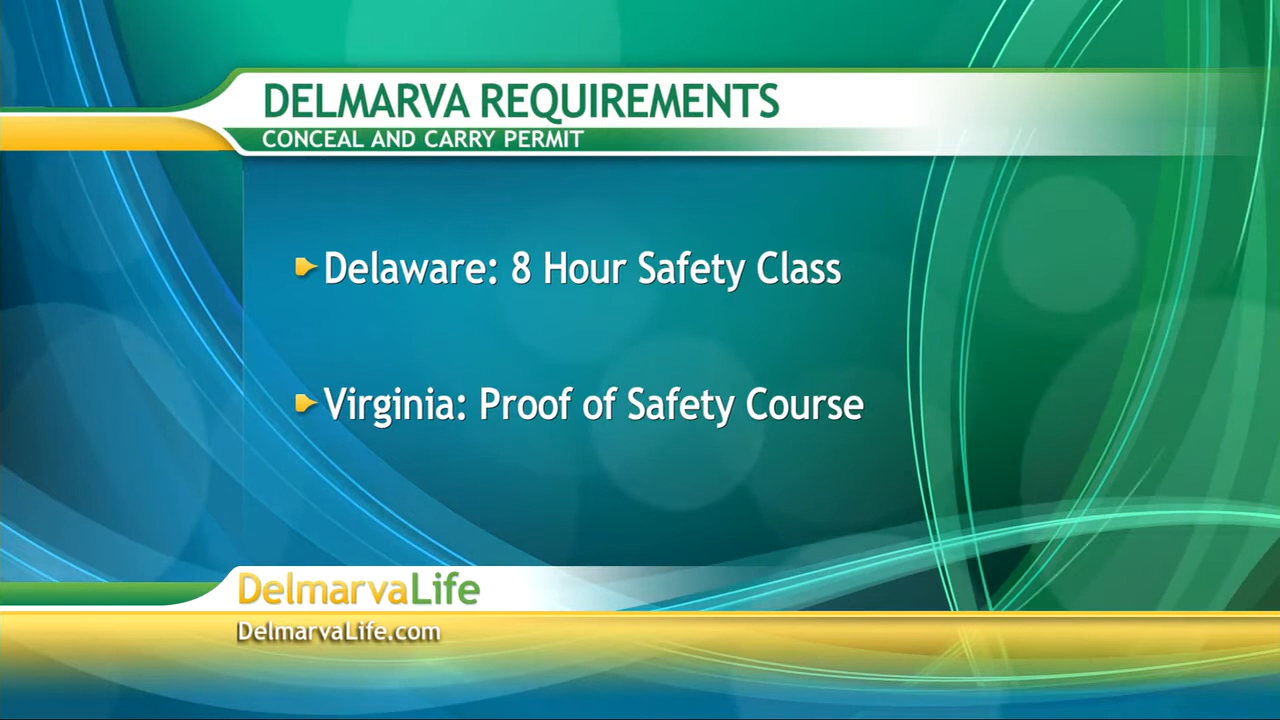 DELMARVA REQUIREMENTS
CONCEAL AND CARRY PERMIT
Delaware: 8 Hour Safety Class
Virginia: Proof of Safety Course
DelmarvaLife
DelmarvaLife.com